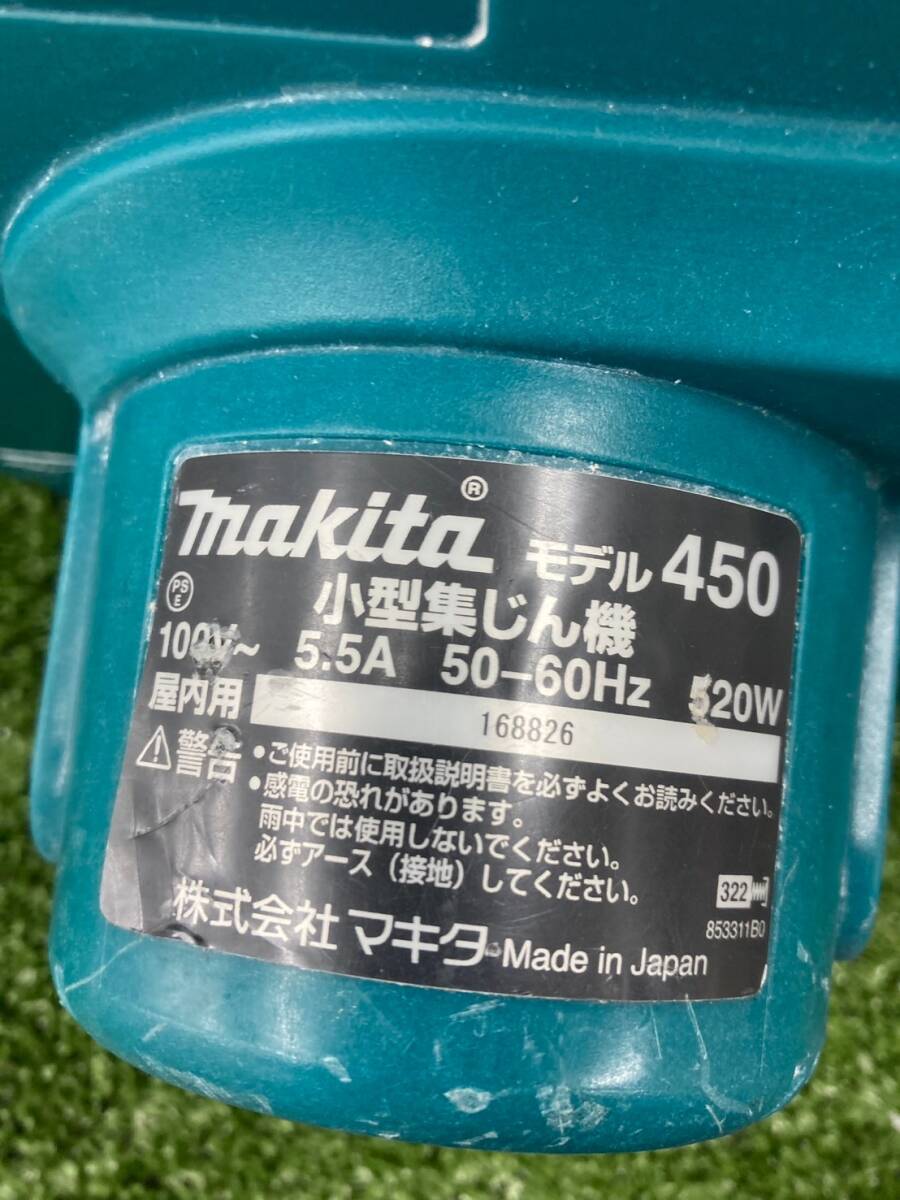 makita® モデル 450
小型集じん機
PS E
100V~ 5.5A 50-60Hz 520W
屋内用 168826
警告 •ご使用前に取扱説明書を必ずよくお読みください。
•感電の恐れがあります。
雨中では使用しないでください。
必ずアース(接地)してください。
322
853311B0
株式会社 マキタ Made in Japan